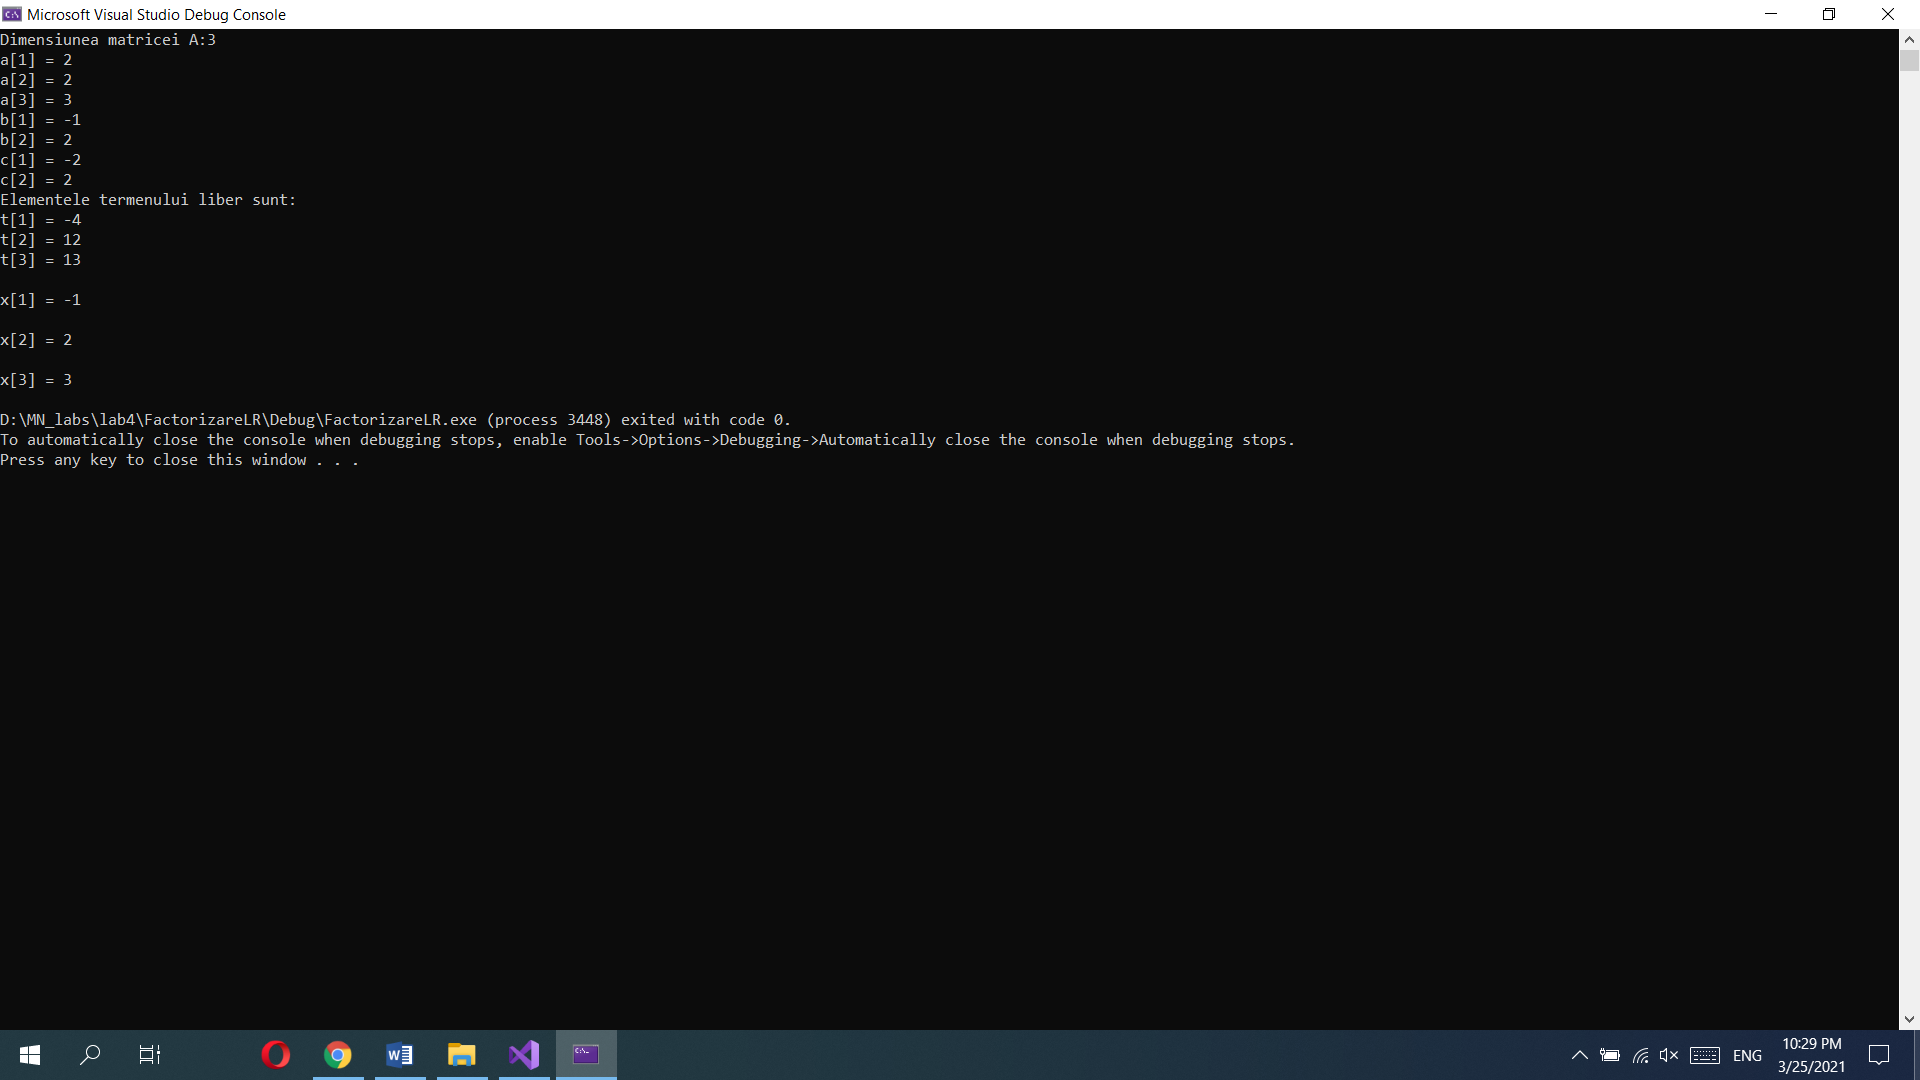 Microsoft Visual Studio Debug Console
Dimensiunea matricei A:3
a[1] = 2
a[2] = 2
a[3] = 3
b[1] = -1
b[2] = 2
c[1] = -2
c[2] = 2
Elementele termenului liber sunt:
t[1] = -4
t[2] = 12
t[3] = 13
x[1] = -1
x[2] = 2
x[3] = 3
D:\MN_labs\lab4\FactorizareLR\Debug\FactorizareLR.exe (process 3448) exited with code 0.
To automatically close the console when debugging stops, enable Tools->Options->Debugging->Automatically close the console when debugging stops.
Press any key to close this window . . .
ENG
10:29 PM
3/25/2021